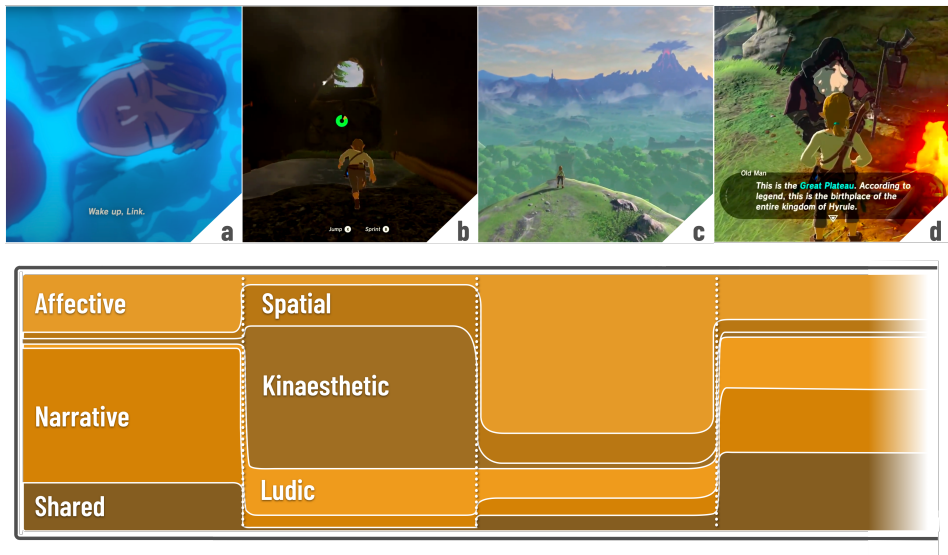 Wake up, Link.
a
Jump X
Sprint B
b
c
Old Man
This is the Great Plateau. According to
legend, this is the birthplace of the
entire kingdom of Hyrule.
d
Affective
Spatial
Kinaesthetic
Narrative
Ludic
Shared